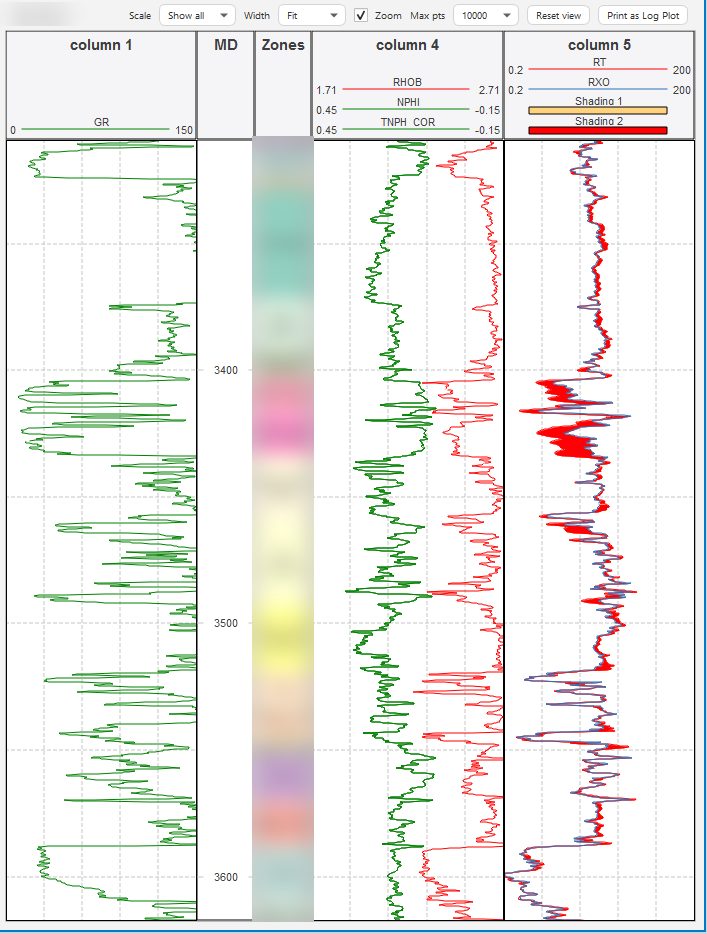 Scale Show all Width Fit Zoom Max pts 10000 Reset view Print as Log Plot
column 1 MD Zones column 4 column 5
RT
0.2 200
RHOB RXO
1.71 2.71 0.2 200
NPHI Shading 1
0.45 -0.15
GR TNPH COR Shading 2
0 150 0.45 -0.15
3400
3500
3600